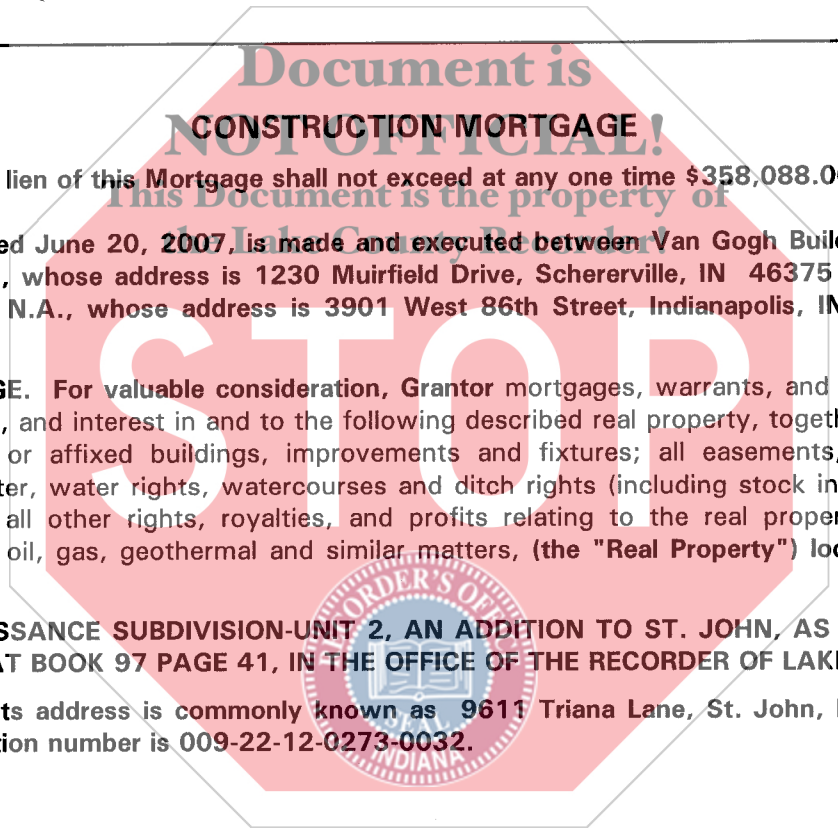 Document is
NOT OFFICIAL!
CONSTRUCTION MORTGAGE
lien of this Mortgage shall not exceed at any one time $358,088.0
This Document is the property of
the Lake County Recorder!
ed June 20, 2007, is made and executed between Van Gogh Buil
, whose address is 1230 Muirfield Drive, Schererville, IN 46375
N.A., whose address is 3901 West 86th Street, Indianapolis, IN
STOP
GE. For valuable consideration, Grantor mortgages, warrants, and
, and interest in and to the following described real property, toget
or affixed buildings, improvements and fixtures; all easements,
ter, water rights, watercourses and ditch rights (including stock in
all other rights, royalties, and profits relating to the real proper
oil, gas, geothermal and similar matters, (the "Real Property") lo
RECORDER'S OFFICE
SSANCE SUBDIVISION-UNIT 2, AN ADDITION TO ST. JOHN, AS
AT BOOK 97 PAGE 41, IN THE OFFICE OF THE RECORDER OF LAK
ts address is commonly known as 9611 Triana Lane, St. John,
SEAL
tion number is 009-22-12-0273-0032.
INDIANA